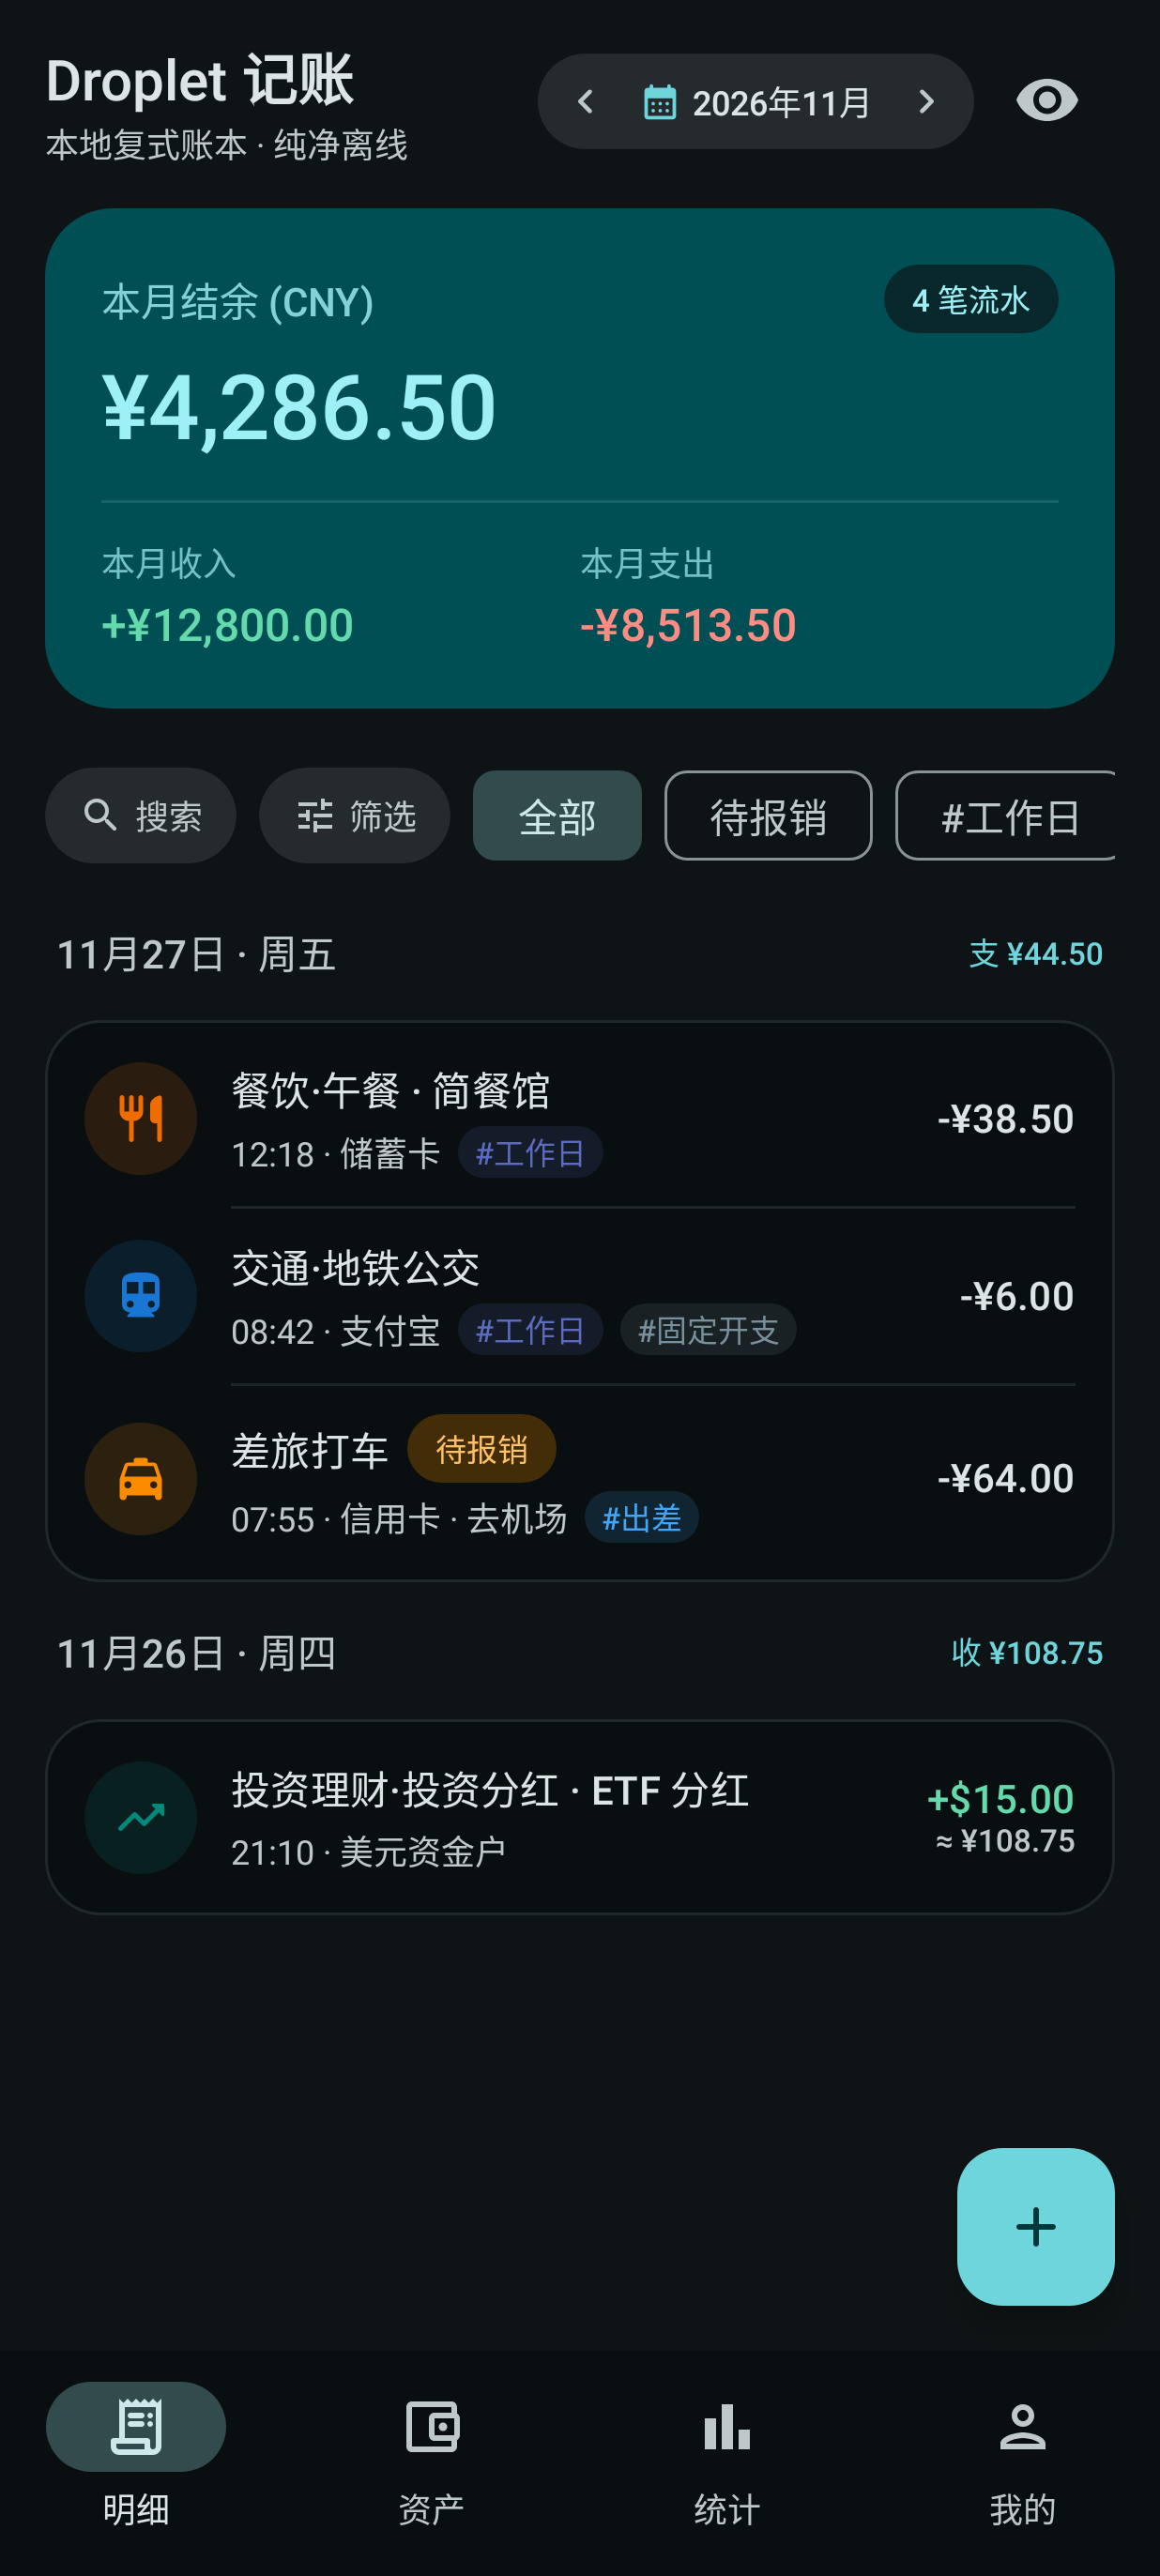 Droplet 记账
本地复式账本 · 纯净离线
2026年11月
本月结余 (CNY)
4 笔流水
¥4,286.50
本月收入
本月支出
+¥12,800.00
-¥8,513.50
搜索
筛选
全部
待报销
#工作日
11月27日 · 周五
支 ¥44.50
餐饮·午餐 · 简餐馆
-¥38.50
12:18 · 储蓄卡
#工作日
交通·地铁公交
-¥6.00
08:42 · 支付宝
#工作日
#固定开支
差旅打车
待报销
-¥64.00
07:55 · 信用卡 · 去机场
#出差
11月26日 · 周四
收 ¥108.75
投资理财·投资分红 · ETF 分红
+$15.00
≈ ¥108.75
21:10 · 美元资金户
明细
资产
统计
我的